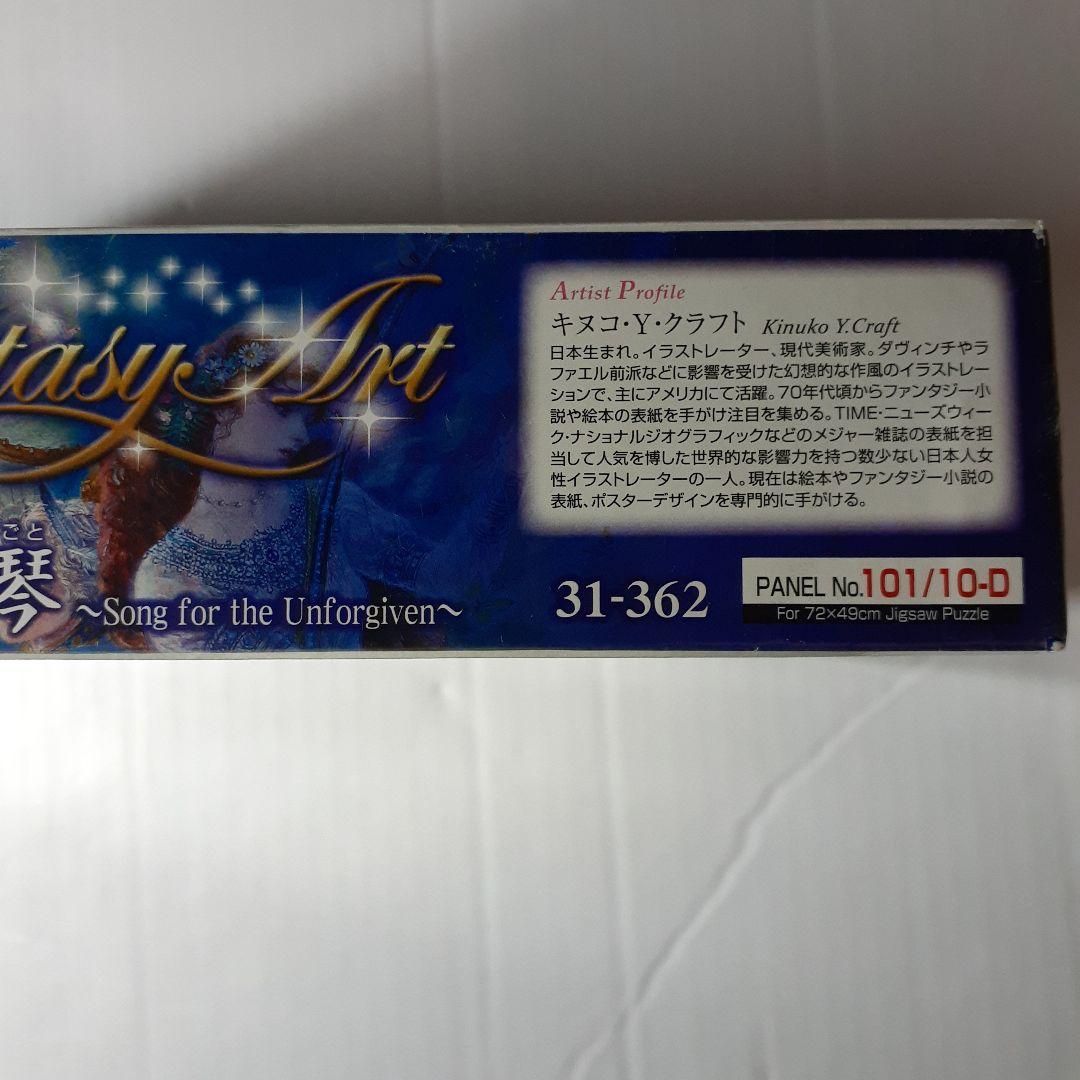 tasy Art
ごと
琴
～Song for the Unforgiven～
Artist Profile
キヌコ・Y・クラフト Kinuko Y.Craft
日本生まれ。イラストレーター、現代美術家。ダヴィンチやラ
ファエル前派などに影響を受けた幻想的な作風のイラストレー
ションで、主にアメリカにて活躍。70年代頃からファンタジー小
説や絵本の表紙を手がけ注目を集める。TIME・ニューズウィー
ク・ナショナルジオグラフィックなどのメジャー雑誌の表紙を担
当して人気を博した世界的な影響力を持つ数少ない日本人女
性イラストレーターの一人。現在は絵本やファンタジー小説の
表紙、ポスターデザインを専門的に手がける。
31-362
PANEL No.101/10-D
For 72×49cm Jigsaw Puzzle